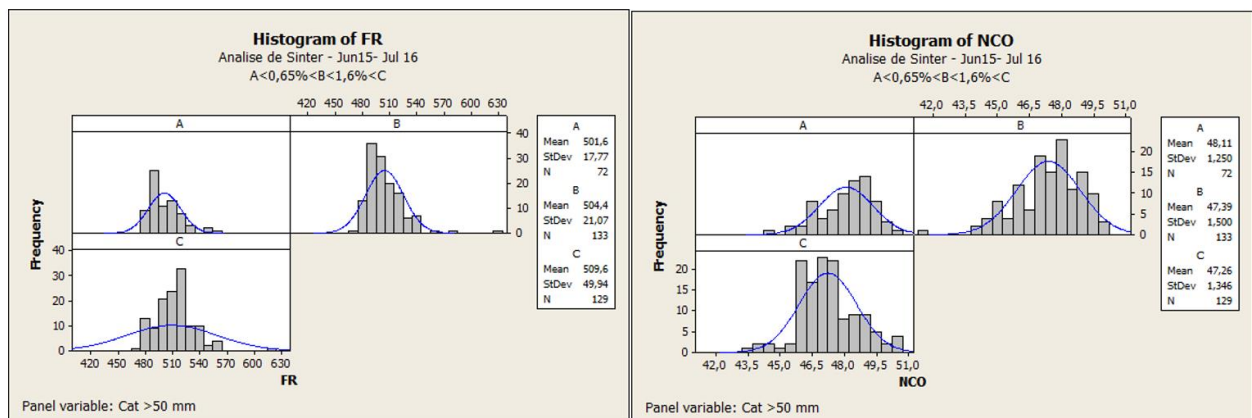 Histogram of FR
Analise de Sinter - Jun15- Jul 16
A<0,65%<B<1,6%<C
420 450 480 510 540 570 600 630
A B
40
30
20
10
0
C
40
30
20
10
0
420 450 480 510 540 570 600 630
FR
Frequency
A
Mean 501,6
StDev 17,77
N 72
B
Mean 504,4
StDev 21,07
N 133
C
Mean 509,6
StDev 49,94
N 129
Panel variable: Cat >50 mm
Histogram of NCO
Analise de Sinter - Jun15- Jul 16
A<0,65%<B<1,6%<C
42,0 43,5 45,0 46,5 48,0 49,5 51,0
A B
20
15
10
5
0
C
20
15
10
5
0
42,0 43,5 45,0 46,5 48,0 49,5 51,0
NCO
Frequency
A
Mean 48,11
StDev 1,250
N 72
B
Mean 47,39
StDev 1,500
N 133
C
Mean 47,26
StDev 1,346
N 129
Panel variable: Cat >50 mm